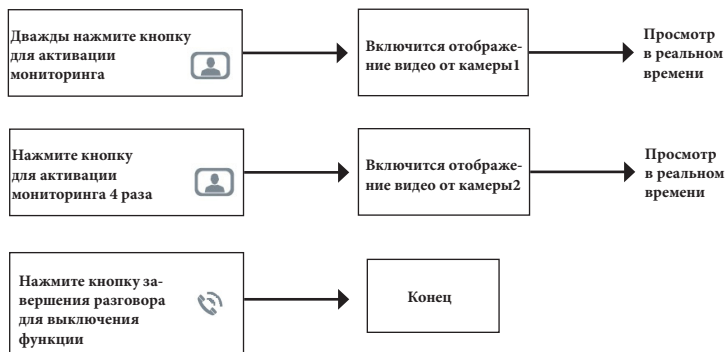 Дважды нажмите кнопку
для активации
мониторинга
Включится отображе-
ние видео от камеры1
Просмотр
в реальном
времени
Нажмите кнопку
для активации
мониторинга 4 раза
Включится отображе-
ние видео от камеры2
Просмотр
в реальном
времени
Нажмите кнопку за-
вершения разговора
для выключения
функции
Конец